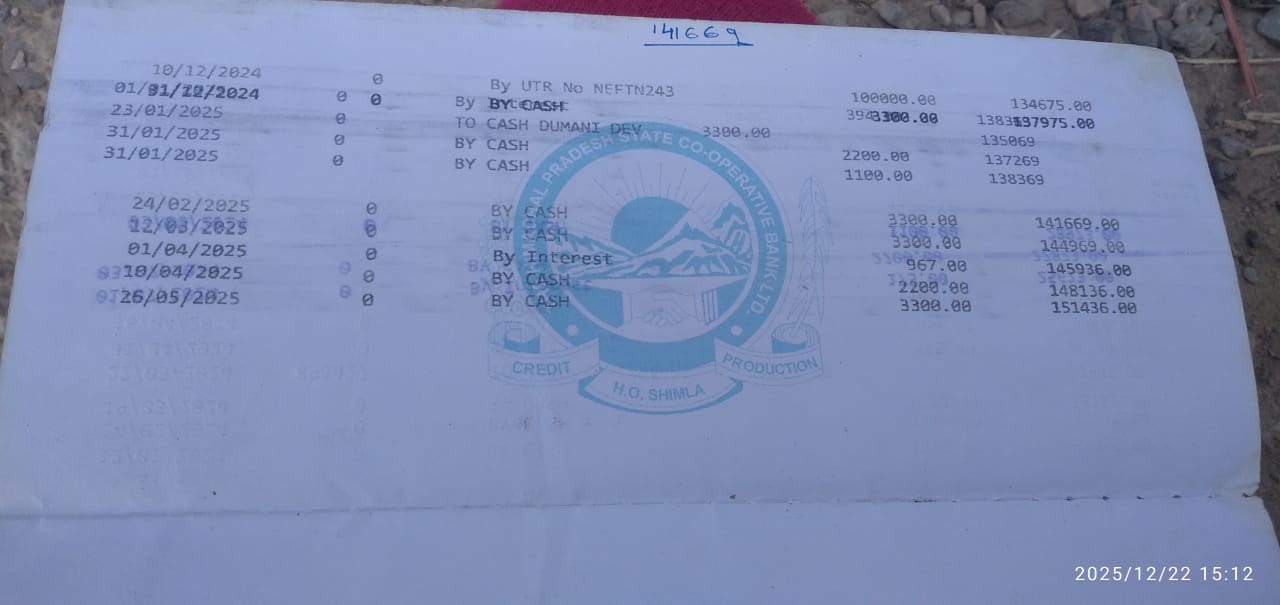 141669
10/12/2024 0 By UTR No NEFTN243 100000.00 134675.00
31/12/2024 0 BY CASH 3300.00 137975.00
0 By Interest
23/01/2025 0 TO CASH DUMANI DEV 3300.00 135069
31/01/2025 BY CASH 2200.00 137269
31/01/2025 0 BY CASH 1100.00 138369
24/02/2025 0 BY CASH 3300.00 141669.00
12/03/2025 0 BY CASH 3300.00 144969.00
01/04/2025 By Interest 967.00 145936.00
10/04/2025 0 BY CASH 2200.00 148136.00
26/05/2025 0 BY CASH 3300.00 151436.00
PRADESH STATE CO-OPERATIVE BANK LTD.
CREDIT
PRODUCTION
H.O. SHIMLA
2025/12/22 15:12